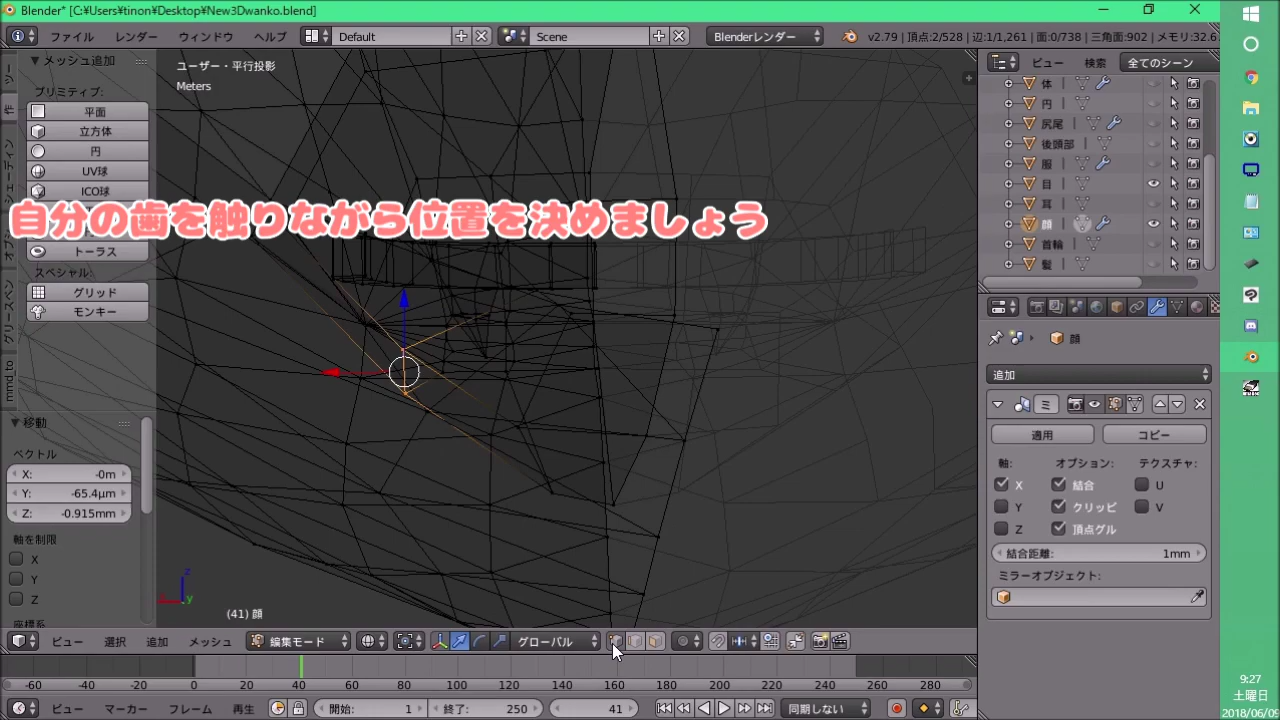 Blender* [C:¥Users¥tinon¥Desktop¥New3Dwanko.blend]
ファイル レンダー ウィンドウ ヘルプ Default Scene Blenderレンダー v2.79 | 頂点:2/528 | 辺:1/1,261 | 面:0/738 | 三角面:902 | メモリ:32.6
メッシュ追加
プリミティブ:
平面
立方体
円
UV球
ICO球
トーラス
スペシャル:
グリッド
モンキー
mmd_to
ユーザー・平行投影
Meters
自分の歯を触りながら位置を決めましょう
移動
ベクトル
X: -0m
Y: -65.4μm
Z: -0.915mm
軸を制限
X
Y
Z
座標系
z
y
(41) 顔
ビュー 選択 追加 メッシュ 編集モード グローバル
-60 -40 -20 0 20 40 60 80 100 120 140 160 180 200 220 240 260 280
ビュー マーカー フレーム 再生 開始: 1 終了: 250 41 同期しない
ビュー 検索 全てのシーン
体
円
尻尾
後頭部
服
目
耳
顔
首輪
髪
顔
追加
適用 コピー
軸: オプション: テクスチャ:
X 結合 U
Y クリッピ V
Z 頂点グル
結合距離: 1mm
ミラーオブジェクト:
9:27
土曜日
2018/06/09